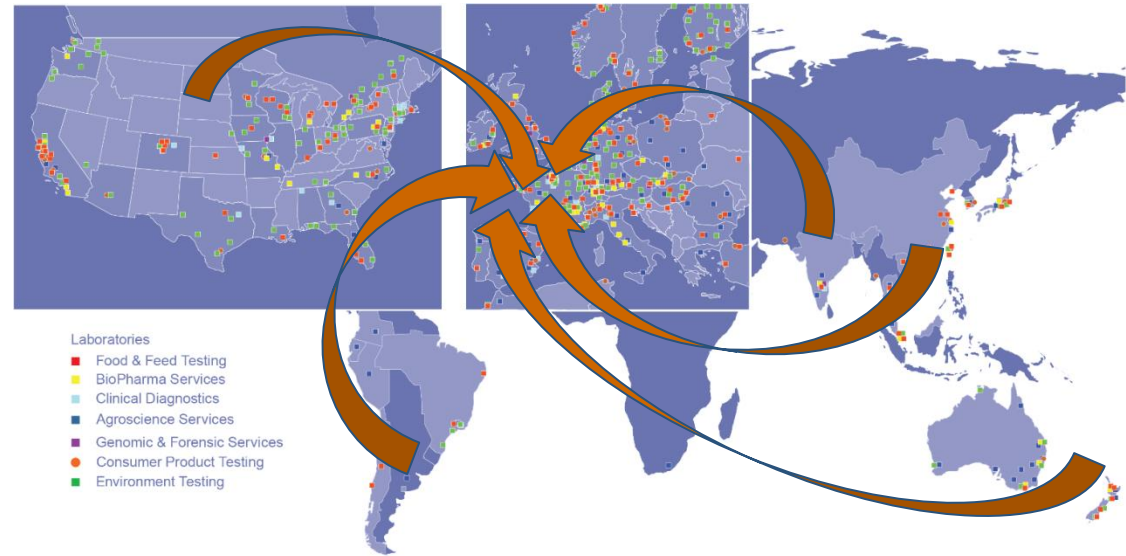 Laboratories
Food & Feed Testing
BioPharma Services
Clinical Diagnostics
Agroscience Services
Genomic & Forensic Services
Consumer Product Testing
Environment Testing